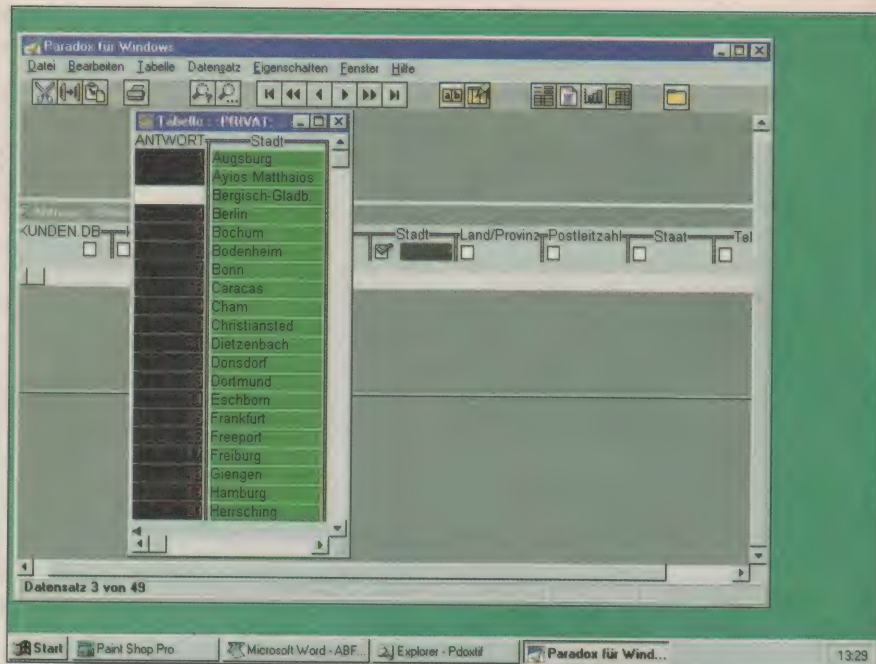 Paradox für Windows
Datei Bearbeiten Tabelle Datensatz Eigenschaften Fenster Hilfe
Tabelle : :PRIVAT:
ANTWORT Stadt
Augsburg
Ayios Matthaios
Bergisch-Gladb.
Berlin
KUNDEN.DB Stadt Land/Provinz Postleitzahl Staat Tel
Bochum
Bodenheim
Bonn
Caracas
Cham
Christiansted
Dietzenbach
Donsdorf
Dortmund
Eschborn
Frankfurt
Freeport
Freiburg
Giengen
Hamburg
Herrsching
Datensatz 3 von 49
Start Paint Shop Pro Microsoft Word - ABF... Explorer - Pdoxtif Paradox für Wind... 13:29